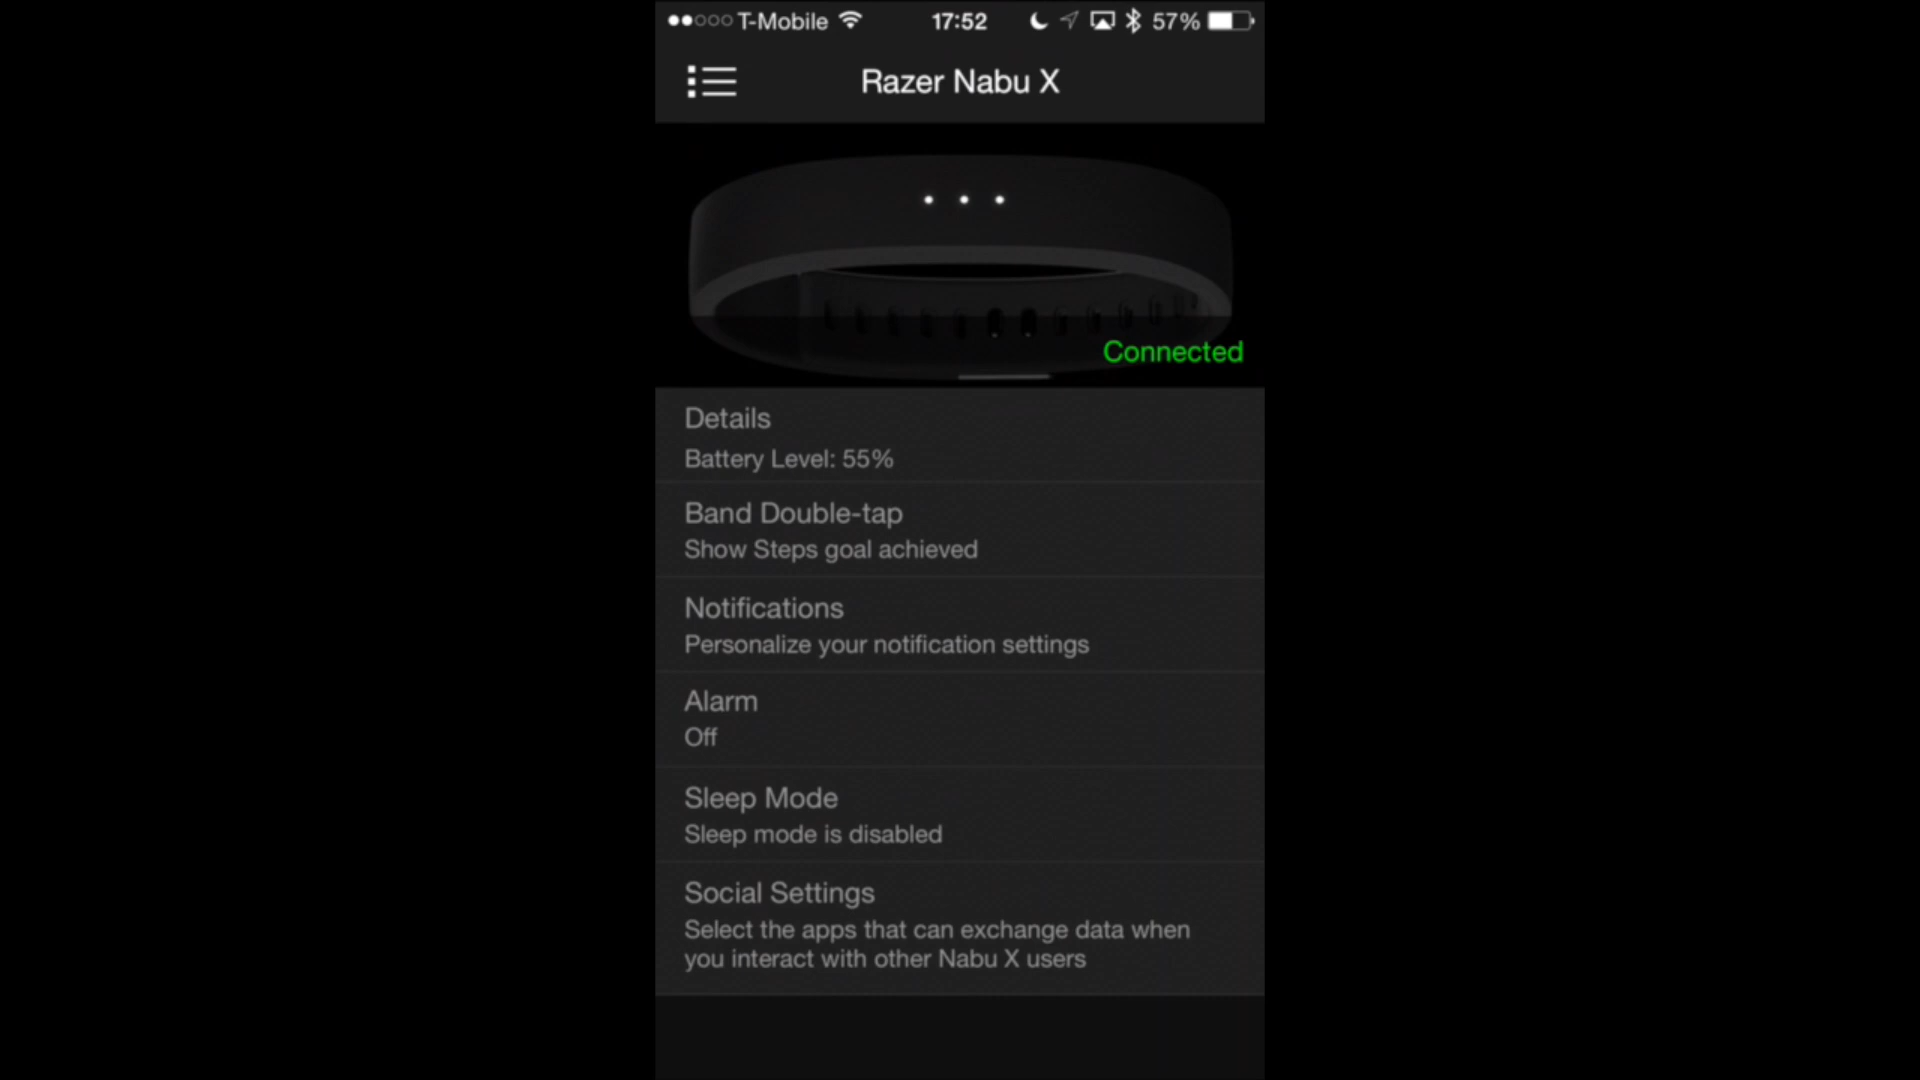 T-Mobile 17:52 57%
Razer Nabu X
Connected
Details
Battery Level: 55%
Band Double-tap
Show Steps goal achieved
Notifications
Personalize your notification settings
Alarm
Off
Sleep Mode
Sleep mode is disabled
Social Settings
Select the apps that can exchange data when
you interact with other Nabu X users